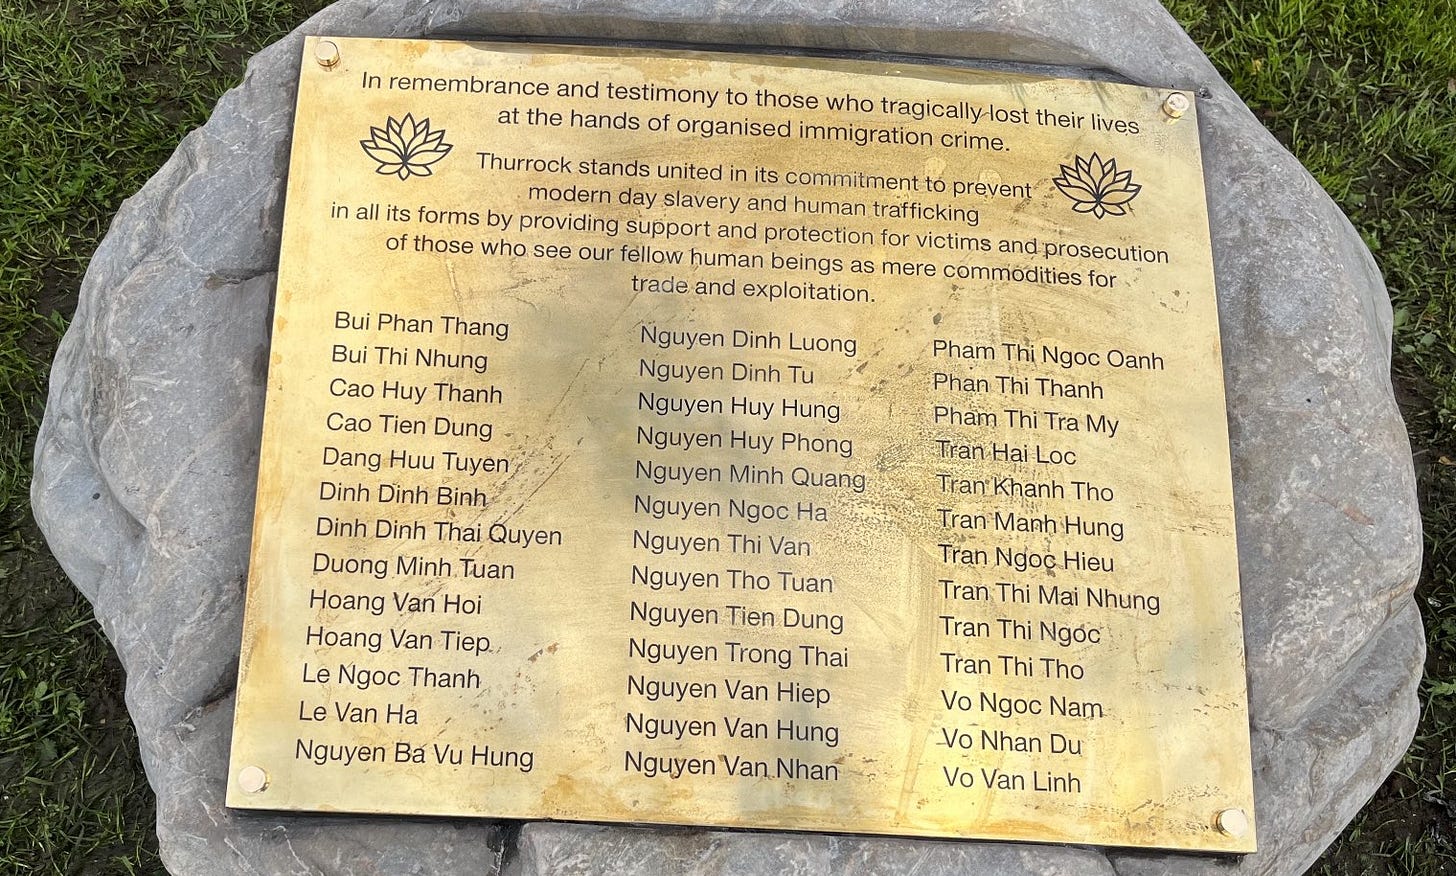 In remembrance and testimony to those who tragically lost their lives
at the hands of organised immigration crime.
Thurrock stands united in its commitment to prevent
modern day slavery and human trafficking
in all its forms by providing support and protection for victims and prosecution
of those who see our fellow human beings as mere commodities for
trade and exploitation.
Bui Phan Thang
Bui Thi Nhung
Cao Huy Thanh
Cao Tien Dung
Dang Huu Tuyen
Dinh Dinh Binh
Dinh Dinh Thai Quyen
Duong Minh Tuan
Hoang Van Hoi
Hoang Van Tiep
Le Ngoc Thanh
Le Van Ha
Nguyen Ba Vu Hung
Nguyen Dinh Luong
Nguyen Dinh Tu
Nguyen Huy Hung
Nguyen Huy Phong
Nguyen Minh Quang
Nguyen Ngoc Ha
Nguyen Thi Van
Nguyen Tho Tuan
Nguyen Tien Dung
Nguyen Trong Thai
Nguyen Van Hiep
Nguyen Van Hung
Nguyen Van Nhan
Pham Thi Ngoc Oanh
Phan Thi Thanh
Pham Thi Tra My
Tran Hai Loc
Tran Khanh Tho
Tran Manh Hung
Tran Ngoc Hieu
Tran Thi Mai Nhung
Tran Thi Ngoc
Tran Thi Tho
Vo Ngoc Nam
Vo Nhan Du
Vo Van Linh